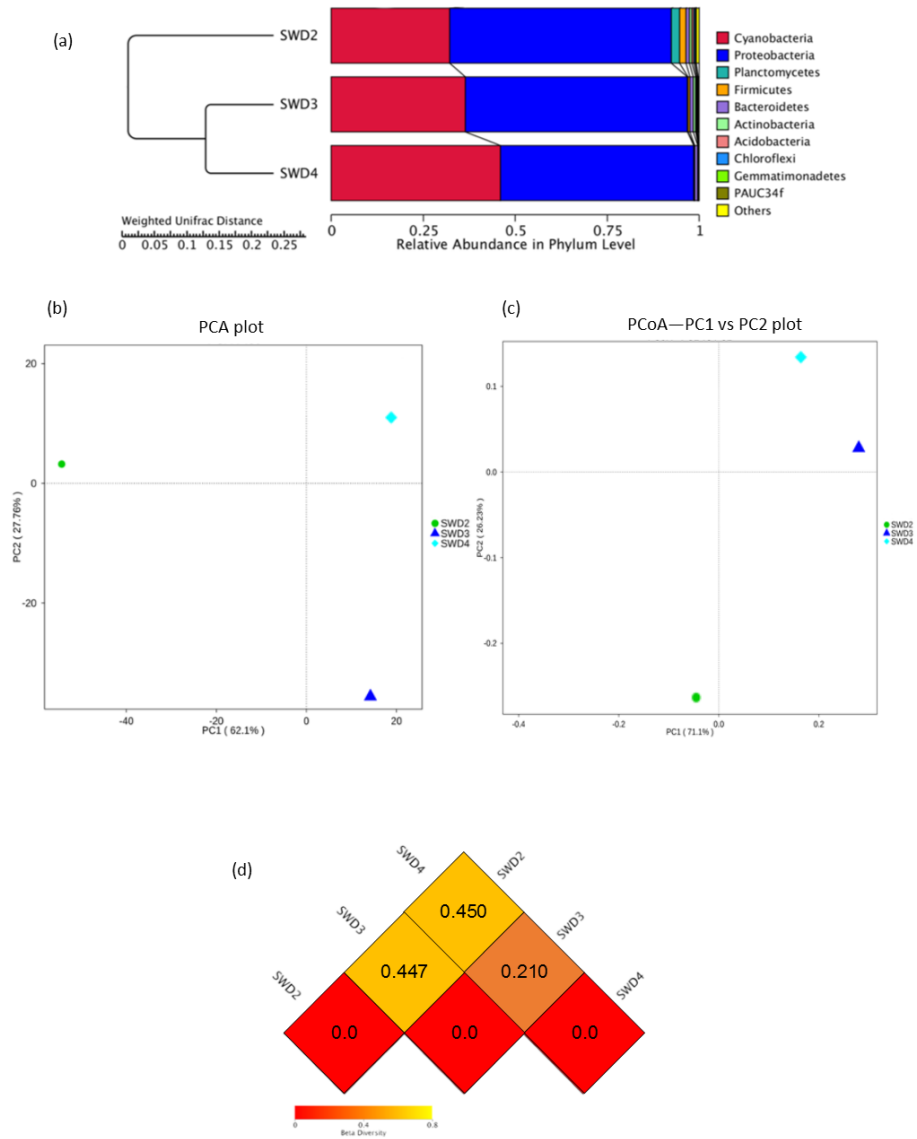 (a)
SWD2
SWD3
SWD4
Cyanobacteria
Proteobacteria
Planctomycetes
Firmicutes
Bacteroidetes
Actinobacteria
Acidobacteria
Chloroflexi
Gemmatimonadetes
PAUC34f
Others
Weighted Unifrac Distance
0 0.05 0.1 0.15 0.2 0.25
0 0.25 0.5 0.75 1
Relative Abundance in Phylum Level
(b)
PCA plot
20
0
-20
PC2 ( 27.76%)
-40 -20 0 20
PC1 ( 62.1%)
SWD2
SWD3
SWD4
(c)
PCoA—PC1 vs PC2 plot
0.1
0.0
-0.1
-0.2
PC2 ( 26.23%)
-0.4 -0.2 0.0 0.2
PC1 ( 71.1%)
SWD2
SWD3
SWD4
(d)
SWD4 SWD2
0.450
SWD3 SWD3
0.447 0.210
SWD2 SWD4
0.0 0.0 0.0
0 0.4 0.8
Beta Diversity